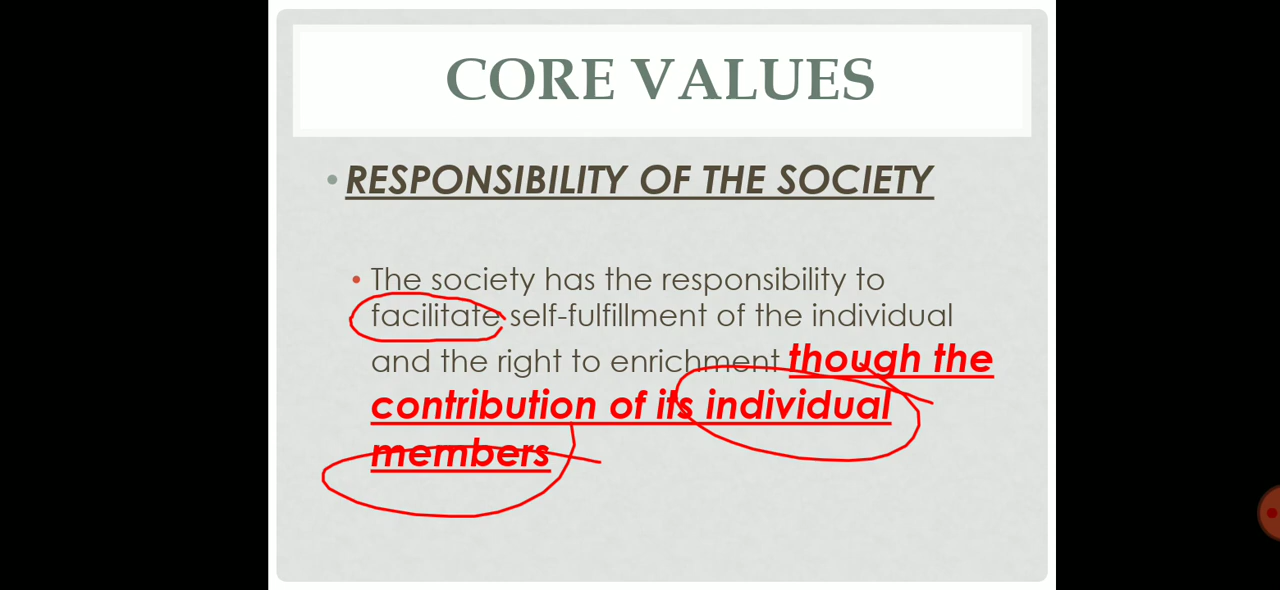 CORE VALUES
• RESPONSIBILITY OF THE SOCIETY
• The society has the responsibility to
facilitate self-fulfillment of the individual
and the right to enrichment though the
contribution of its individual
members